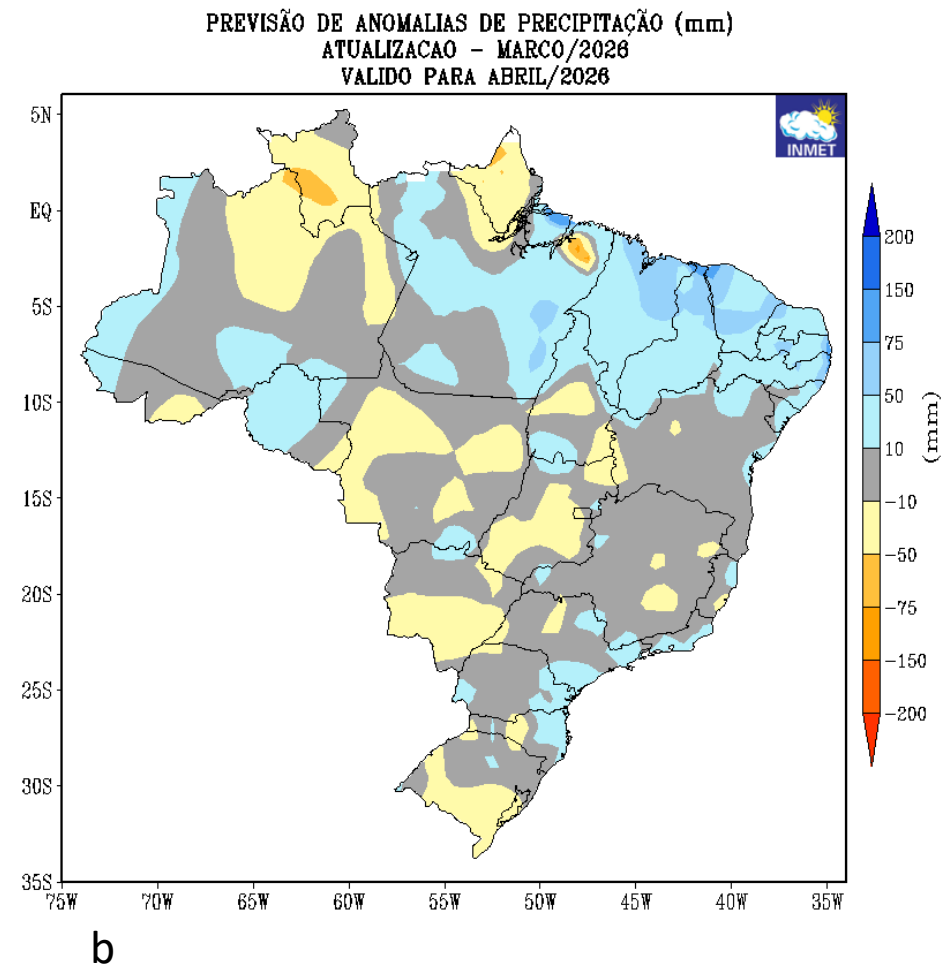 PREVISÃO DE ANOMALIAS DE PRECIPITAÇÃO (mm)
ATUALIZACAO - MARCO/2026
VALIDO PARA ABRIL/2026
INMET
5N
EQ
5S
10S
15S
20S
25S
30S
35S
75W
70W
65W
60W
55W
50W
45W
40W
35W
200
150
75
50
10
-10
-50
-75
-150
-200
(mm)
b